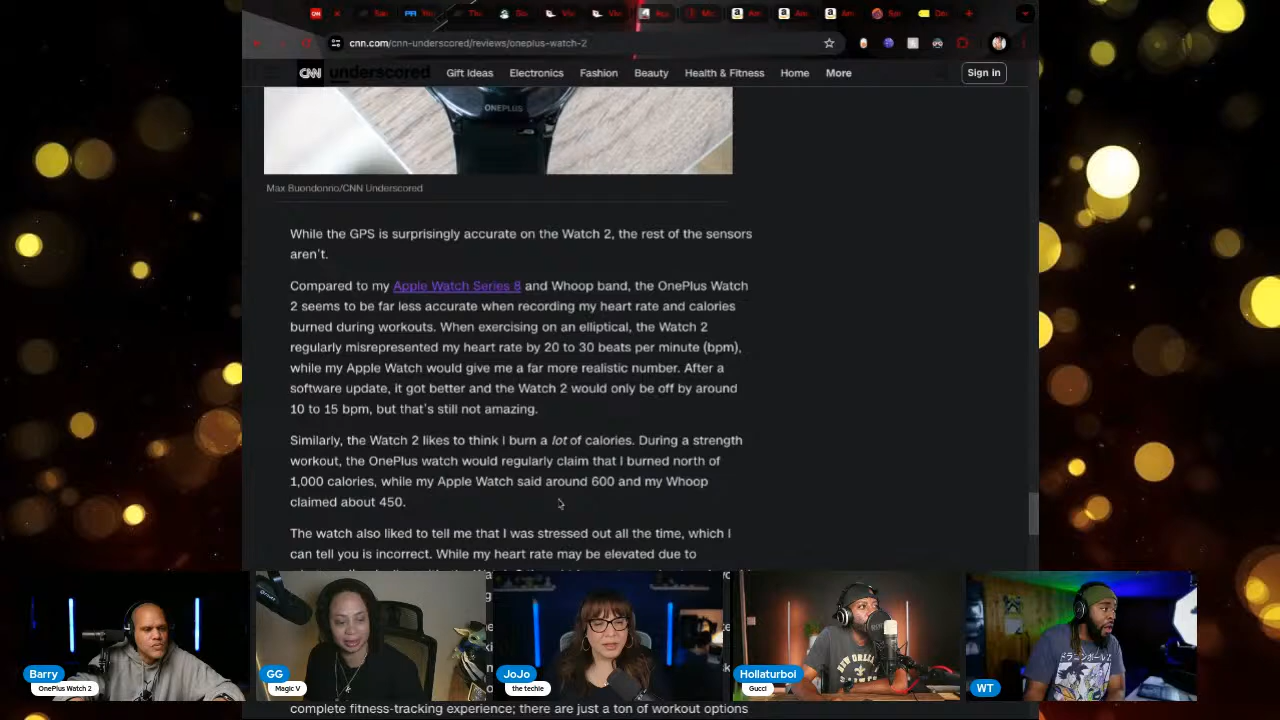 cnn.com/cnn-underscored/reviews/oneplus-watch-2
CNN underscored Gift Ideas Electronics Fashion Beauty Health & Fitness Home More Sign in
ONEPLUS
Max Buondonno/CNN Underscored
While the GPS is surprisingly accurate on the Watch 2, the rest of the sensors
aren't.
Compared to my Apple Watch Series 8 and Whoop band, the OnePlus Watch
2 seems to be far less accurate when recording my heart rate and calories
burned during workouts. When exercising on an elliptical, the Watch 2
regularly misrepresented my heart rate by 20 to 30 beats per minute (bpm),
while my Apple Watch would give me a far more realistic number. After a
software update, it got better and the Watch 2 would only be off by around
10 to 15 bpm, but that's still not amazing.
Similarly, the Watch 2 likes to think I burn a lot of calories. During a strength
workout, the OnePlus watch would regularly claim that I burned north of
1,000 calories, while my Apple Watch said around 600 and my Whoop
claimed about 450.
The watch also liked to tell me that I was stressed out all the time, which I
can tell you is incorrect. While my heart rate may be elevated due to
Barry
OnePlus Watch 2
GG
Magic V
JoJo
the techie
Hollaturboi
Gucci
WT
complete fitness-tracking experience; there are just a ton of workout options